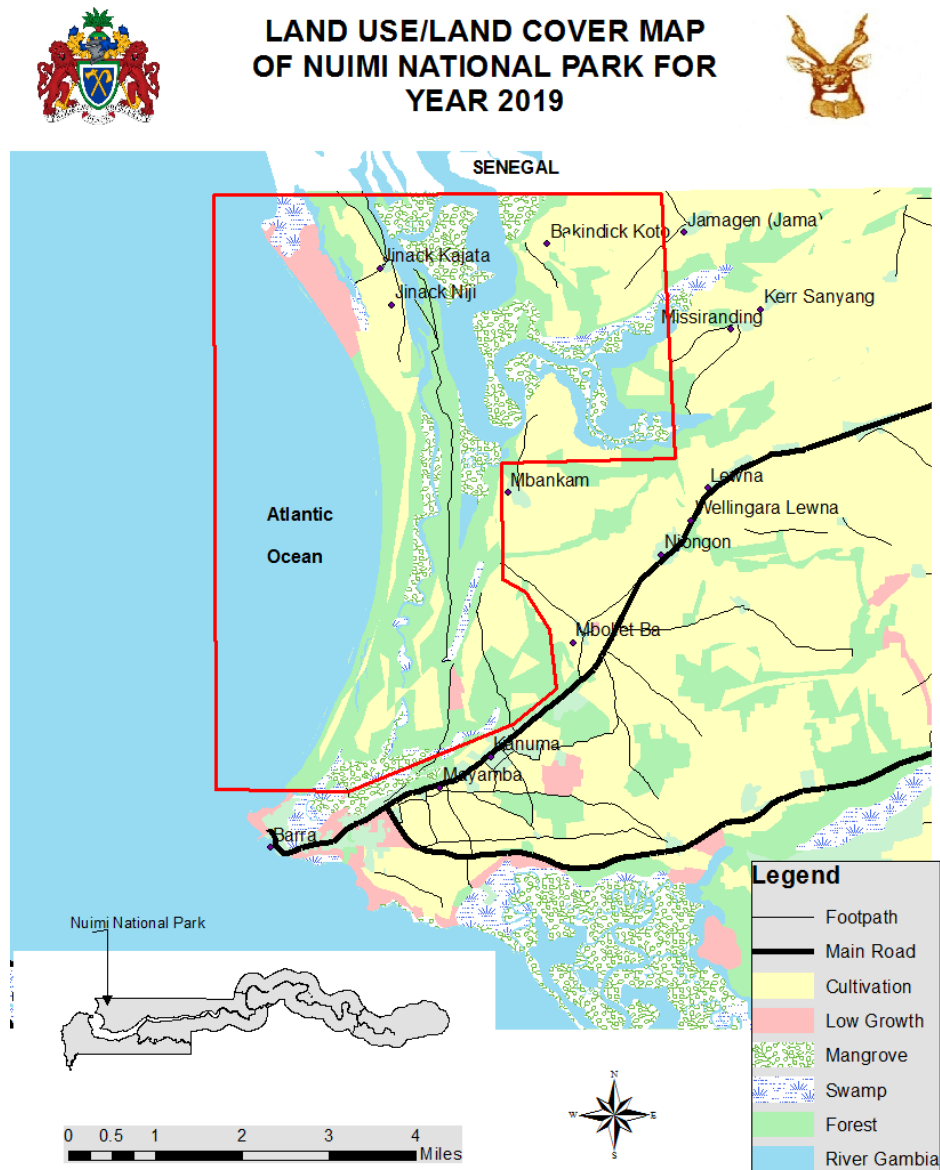 LAND USE/LAND COVER MAP
OF NUIMI NATIONAL PARK FOR
YEAR 2019
SENEGAL
Bakindick Koto
Jamagen (Jama)
Jinack Kajata
Jinack Niji
Kerr Sanyang
Missiranding
Mbankam
Lewna
Wellingara Lewna
Niongon
Atlantic
Ocean
Mbollet Ba
Kanuma
Mayamba
Barra
Legend
Footpath
Main Road
Cultivation
Low Growth
Mangrove
Swamp
Forest
River Gambia
Nuimi National Park
N
W
E
S
0 0.5 1 2 3 4
Miles